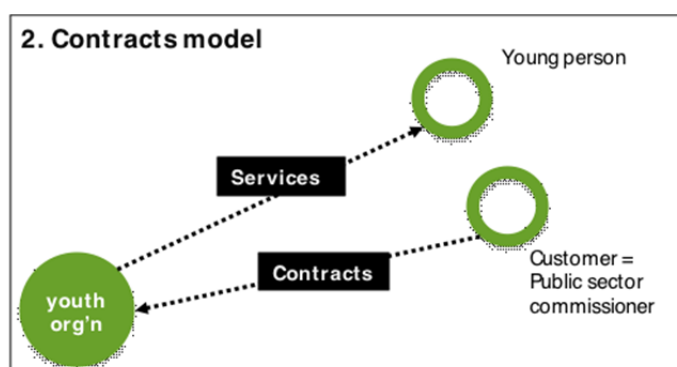 2. Contracts model
Young person
Services
Contracts
Customer =
Public sector
commissioner
youth
org'n